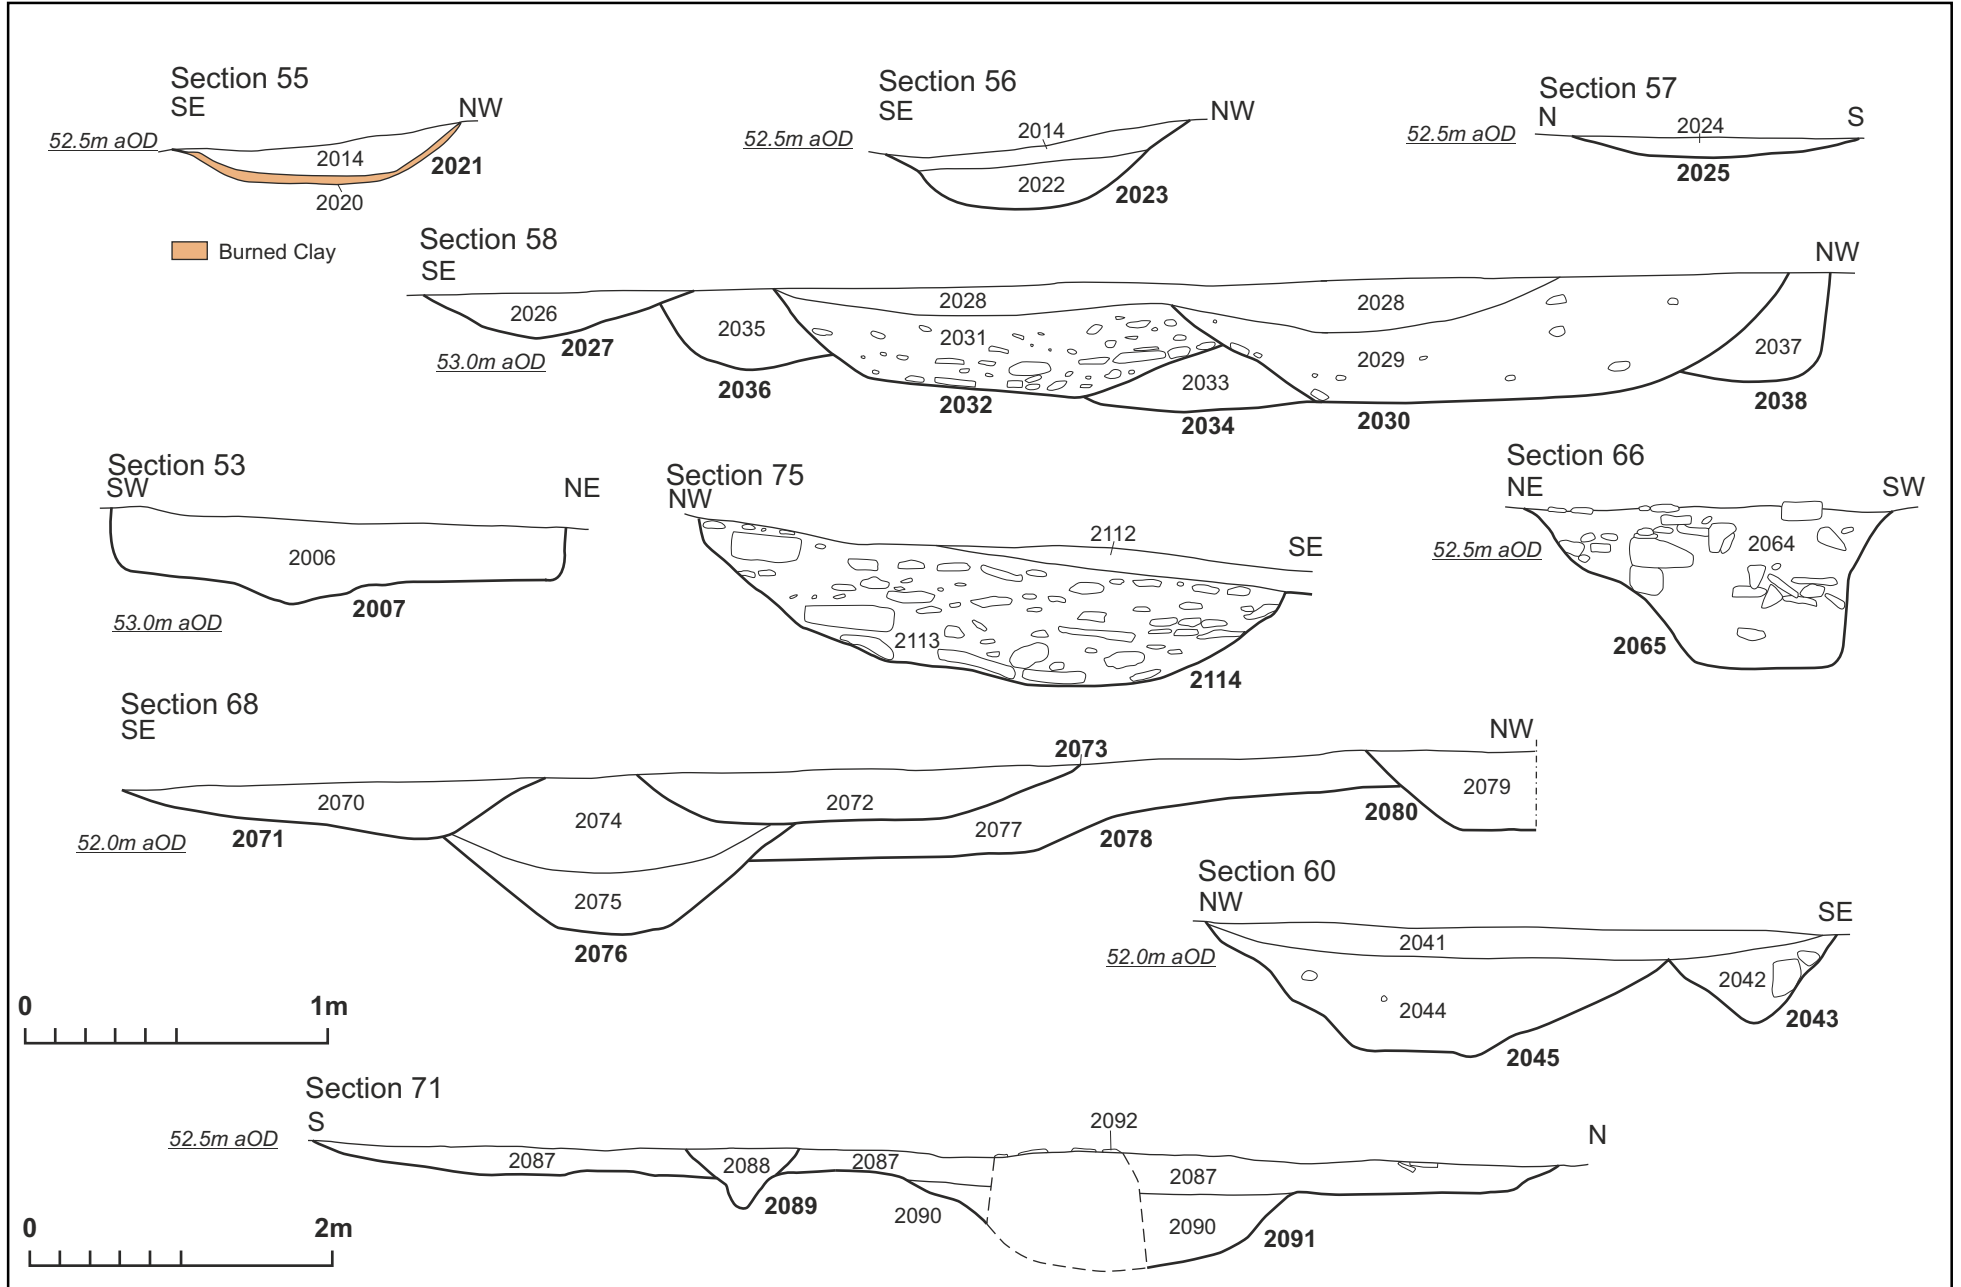 Section 55
SE
NW
52.5m aOD
2014
2021
2020
Burned Clay
Section 56
SE
NW
52.5m aOD
2014
2022
2023
Section 57
N
S
52.5m aOD
2024
2025
Section 58
SE
NW
2026
2027
53.0m aOD
2035
2036
2028
2028
2031
2032
2033
2034
2029
2030
2037
2038
Section 53
SW
NE
2006
2007
53.0m aOD
Section 75
NW
SE
2112
2113
2114
Section 66
NE
SW
52.5m aOD
2064
2065
Section 68
SE
NW
2073
2070
2071
52.0m aOD
2074
2072
2075
2076
2077
2078
2079
2080
Section 60
NW
SE
52.0m aOD
2041
2042
2043
2044
2045
0 1m
Section 71
S
N
52.5m aOD
2092
2087
2088
2087
2087
2089
2090
2090
2091
0 2m